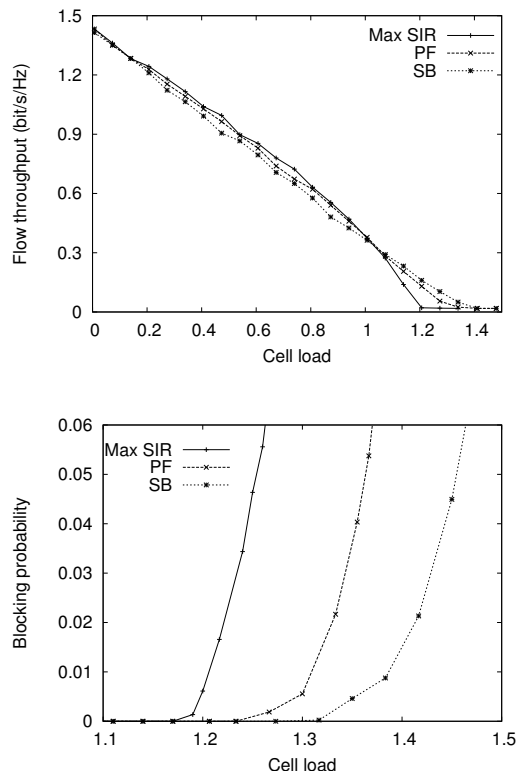 1.5
1.2
0.9
0.6
0.3
0
Flow throughput (bit/s/Hz)
Max SIR
PF
SB
0 0.2 0.4 0.6 0.8 1 1.2 1.4
Cell load
0.06
0.05
0.04
0.03
0.02
0.01
0
Blocking probability
Max SIR
PF
SB
1.1 1.2 1.3 1.4 1.5
Cell load